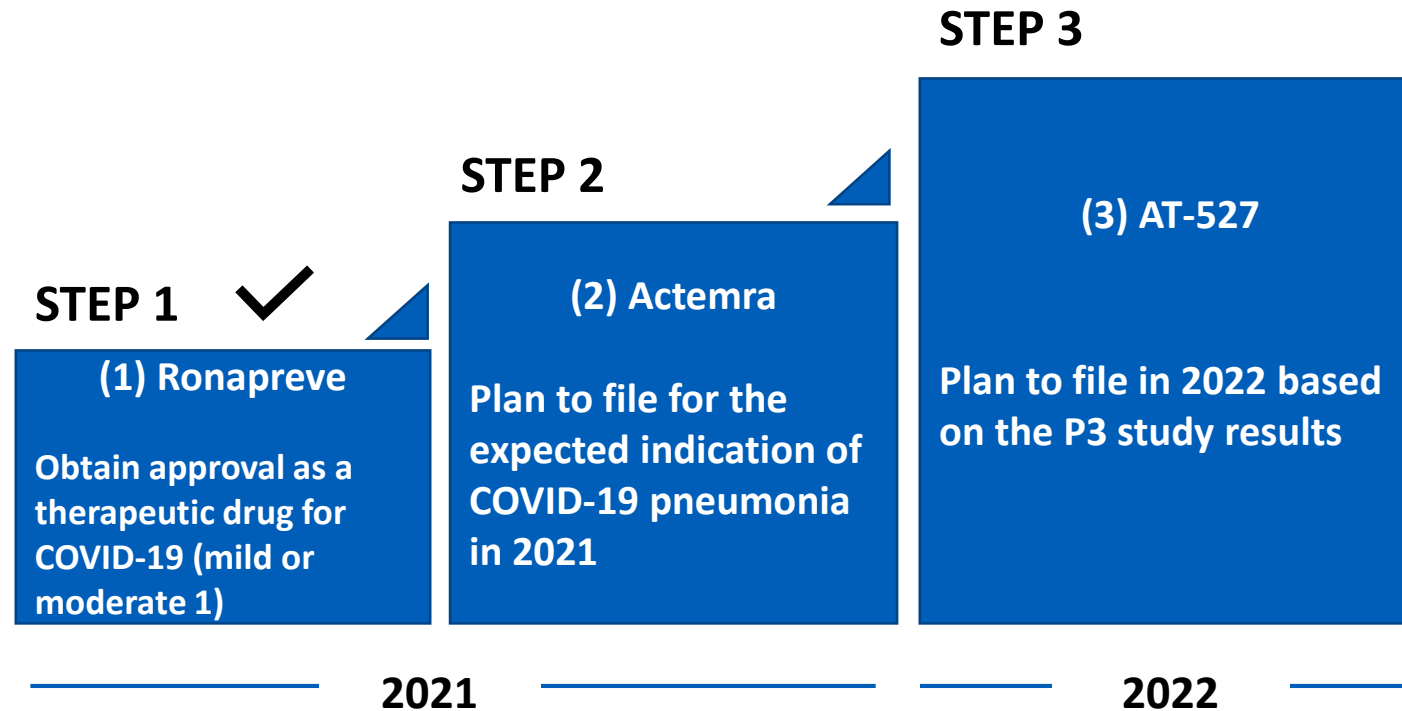 STEP 1
(1) Ronapreve
Obtain approval as a
therapeutic drug for
COVID-19 (mild or
moderate 1)
STEP 2
(2) Actemra
Plan to file for the
expected indication of
COVID-19 pneumonia
in 2021
STEP 3
(3) AT-527
Plan to file in 2022 based
on the P3 study results
2021
2022